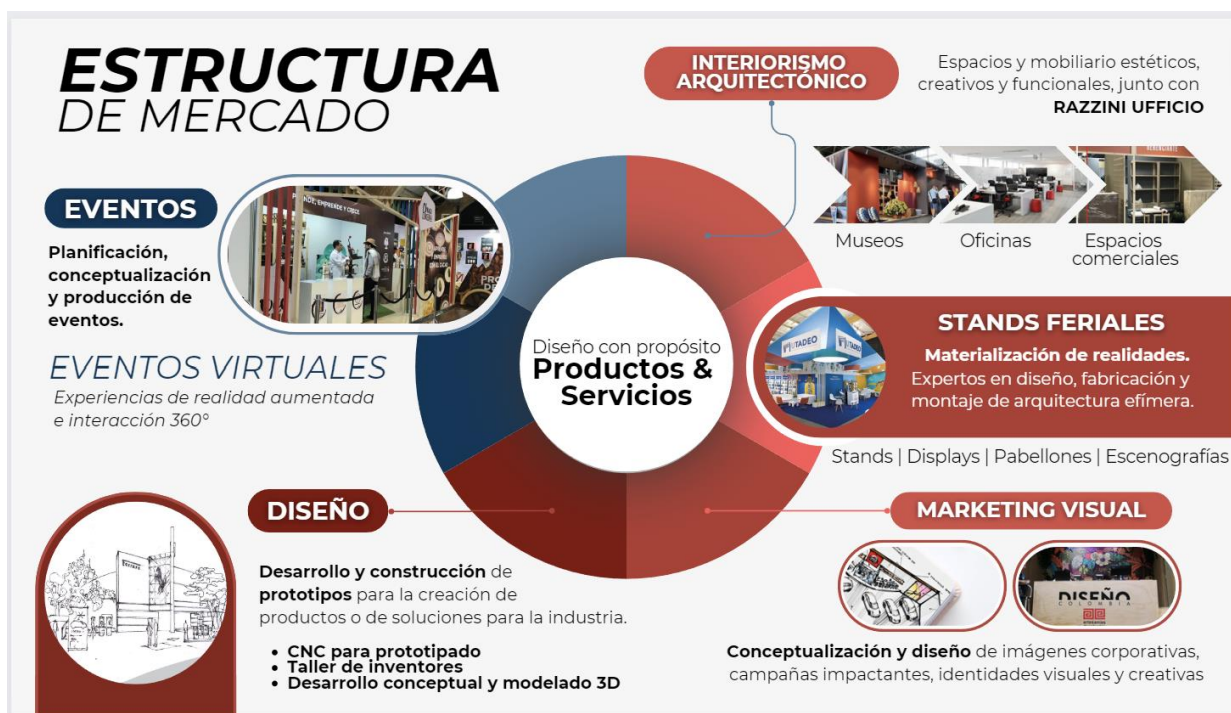 ESTRUCTURA
DE MERCADO
INTERIORISMO
ARQUITECTÓNICO
Espacios y mobiliario estéticos,
creativos y funcionales, junto con
RAZZINI UFFICIO
Museos
Oficinas
Espacios
comerciales
EVENTOS
Planificación,
conceptualización
y producción de
eventos.
EVENTOS VIRTUALES
Experiencias de realidad aumentada
e interacción 360°
Diseño con propósito
Productos &
Servicios
UTADEO
STANDS FERIALES
Materialización de realidades.
Expertos en diseño, fabricación y
montaje de arquitectura efímera.
Stands | Displays | Pabellones | Escenografías
DISEÑO
Desarrollo y construcción de
prototipos para la creación de
productos o de soluciones para la industria.
• CNC para prototipado
• Taller de inventores
• Desarrollo conceptual y modelado 3D
MARKETING VISUAL
DISEÑO
COLOMBIA
Conceptualización y diseño de imágenes corporativas,
campañas impactantes, identidades visuales y creativas